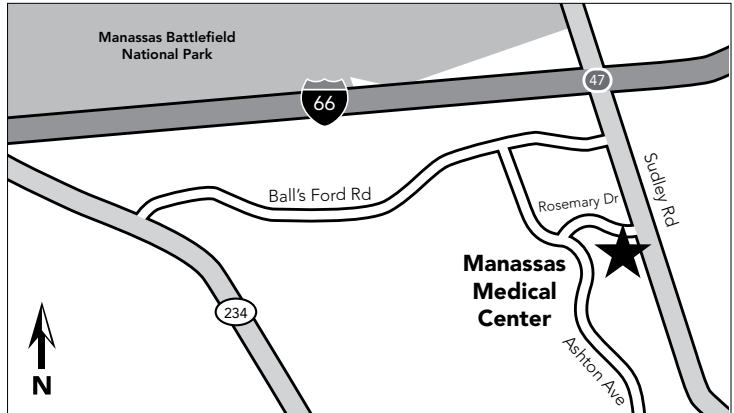 Manassas Battlefield
National Park
47
66
Sudley Rd
Ball's Ford Rd
Rosemary Dr
Manassas
Medical
Center
234
Ashton Ave
N